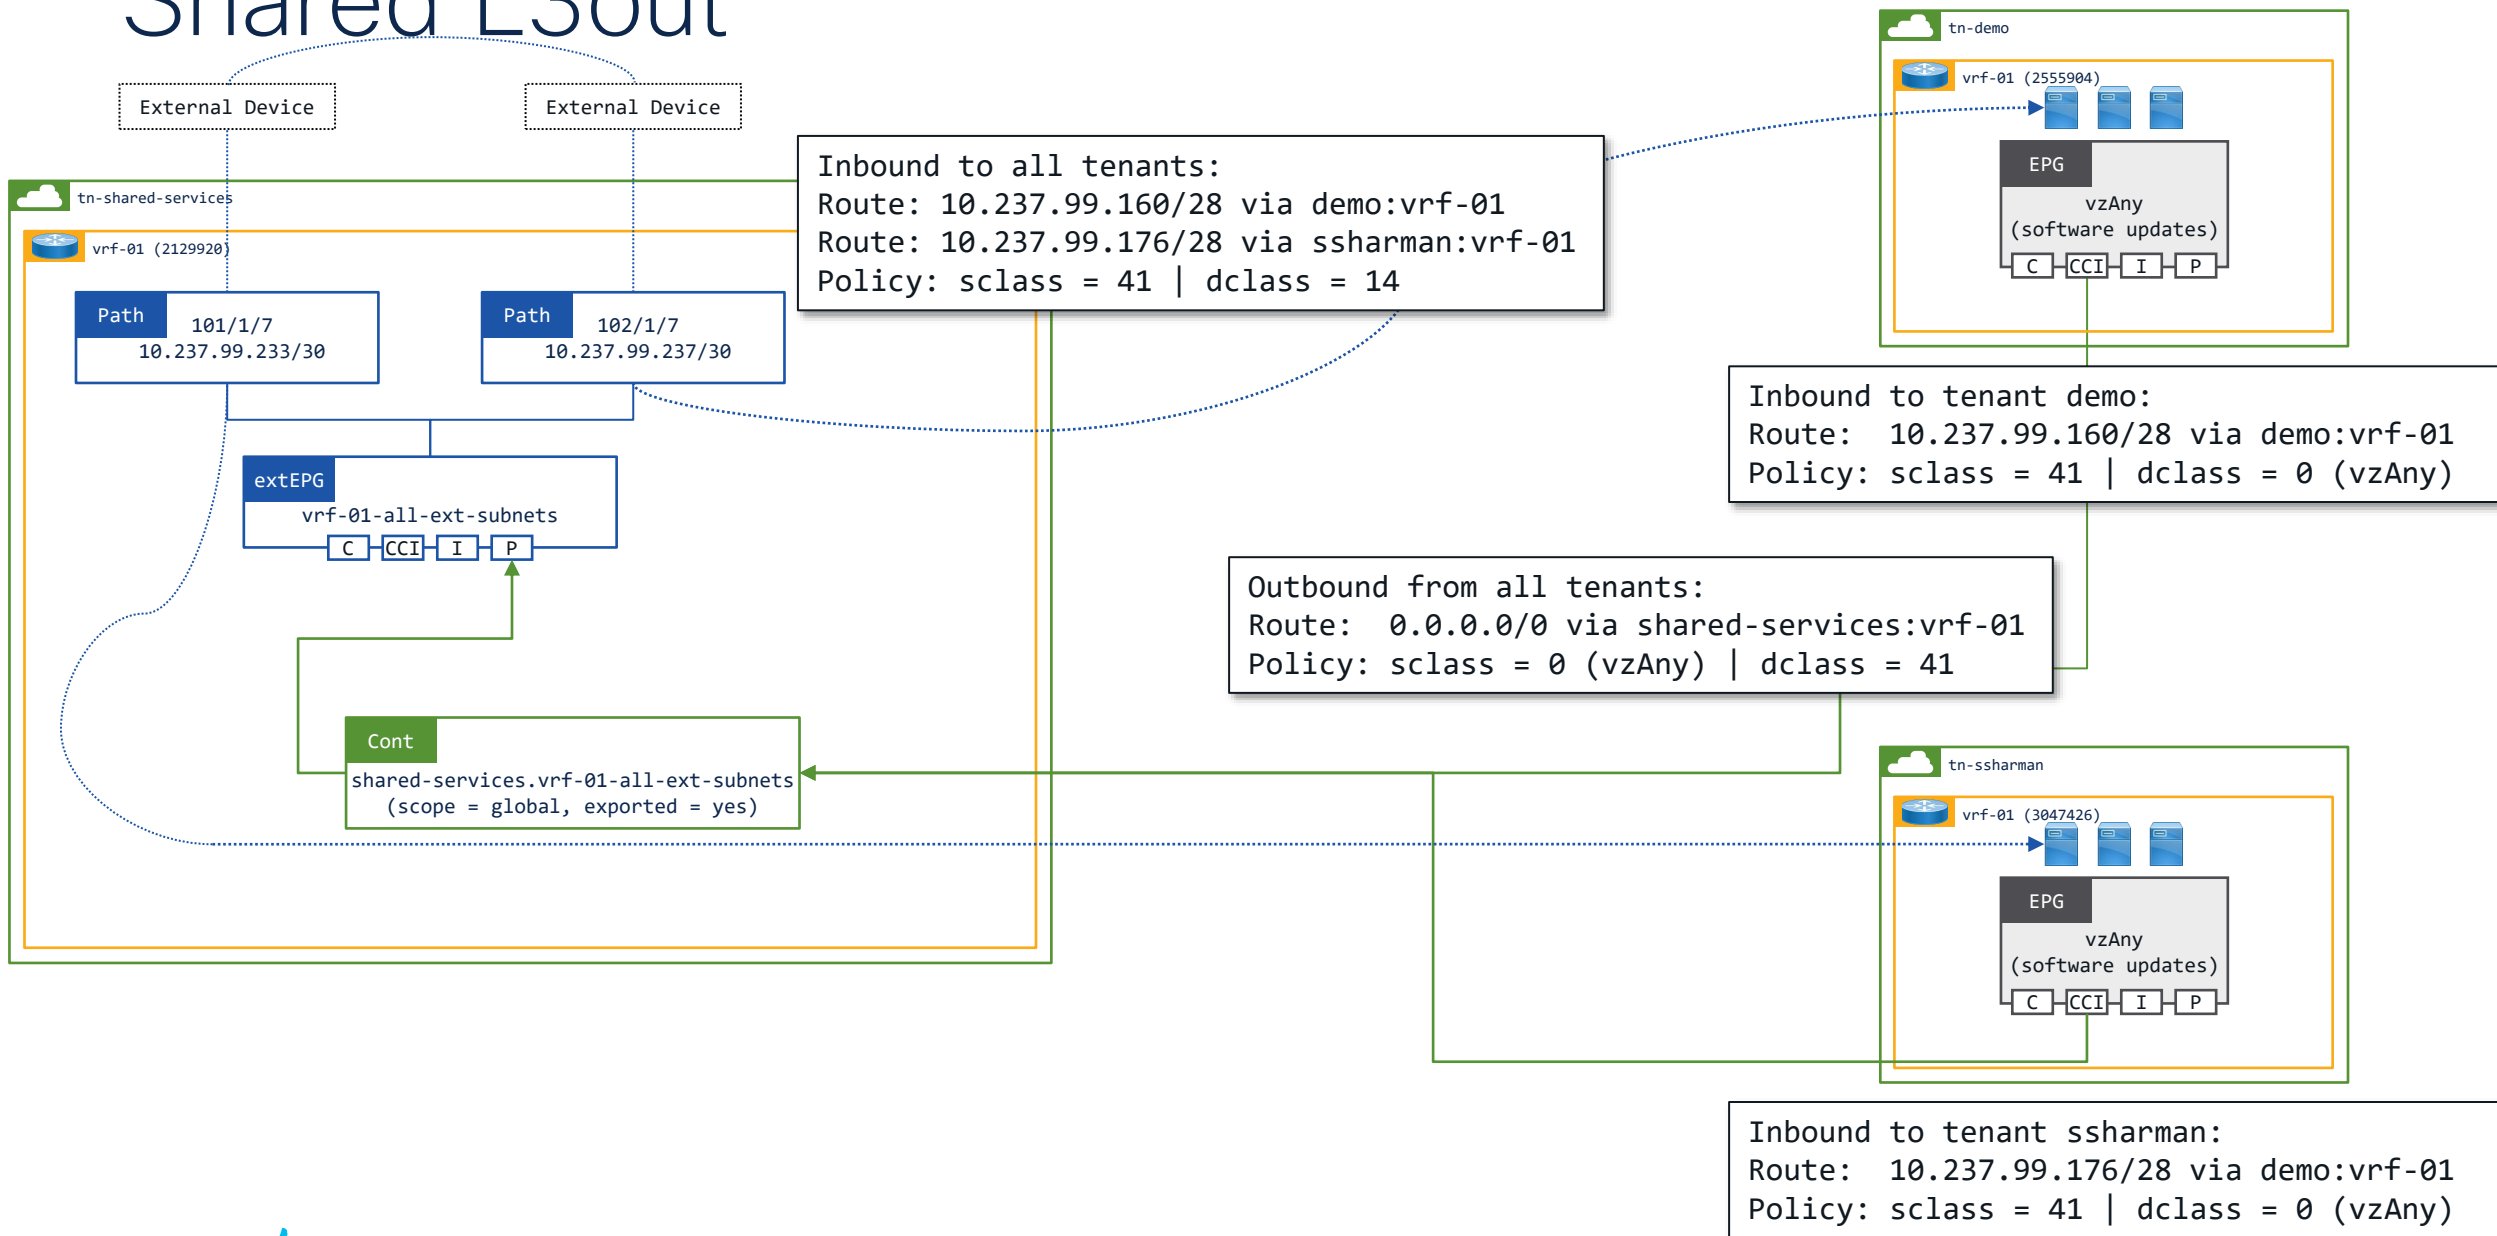 Shared L3out
External Device
External Device
tn-shared-services
vrf-01 (2129920)
Path
101/1/7
10.237.99.233/30
Path
102/1/7
10.237.99.237/30
extEPG
vrf-01-all-ext-subnets
C CCI I P
Cont
shared-services.vrf-01-all-ext-subnets
(scope = global, exported = yes)
Inbound to all tenants:
Route: 10.237.99.160/28 via demo:vrf-01
Route: 10.237.99.176/28 via ssharman:vrf-01
Policy: sclass = 41 | dclass = 14
tn-demo
vrf-01 (2555904)
EPG
vzAny
(software updates)
C CCI I P
Inbound to tenant demo:
Route: 10.237.99.160/28 via demo:vrf-01
Policy: sclass = 41 | dclass = 0 (vzAny)
Outbound from all tenants:
Route: 0.0.0.0/0 via shared-services:vrf-01
Policy: sclass = 0 (vzAny) | dclass = 41
tn-ssharman
vrf-01 (3047426)
EPG
vzAny
(software updates)
C CCI I P
Inbound to tenant ssharman:
Route: 10.237.99.176/28 via demo:vrf-01
Policy: sclass = 41 | dclass = 0 (vzAny)